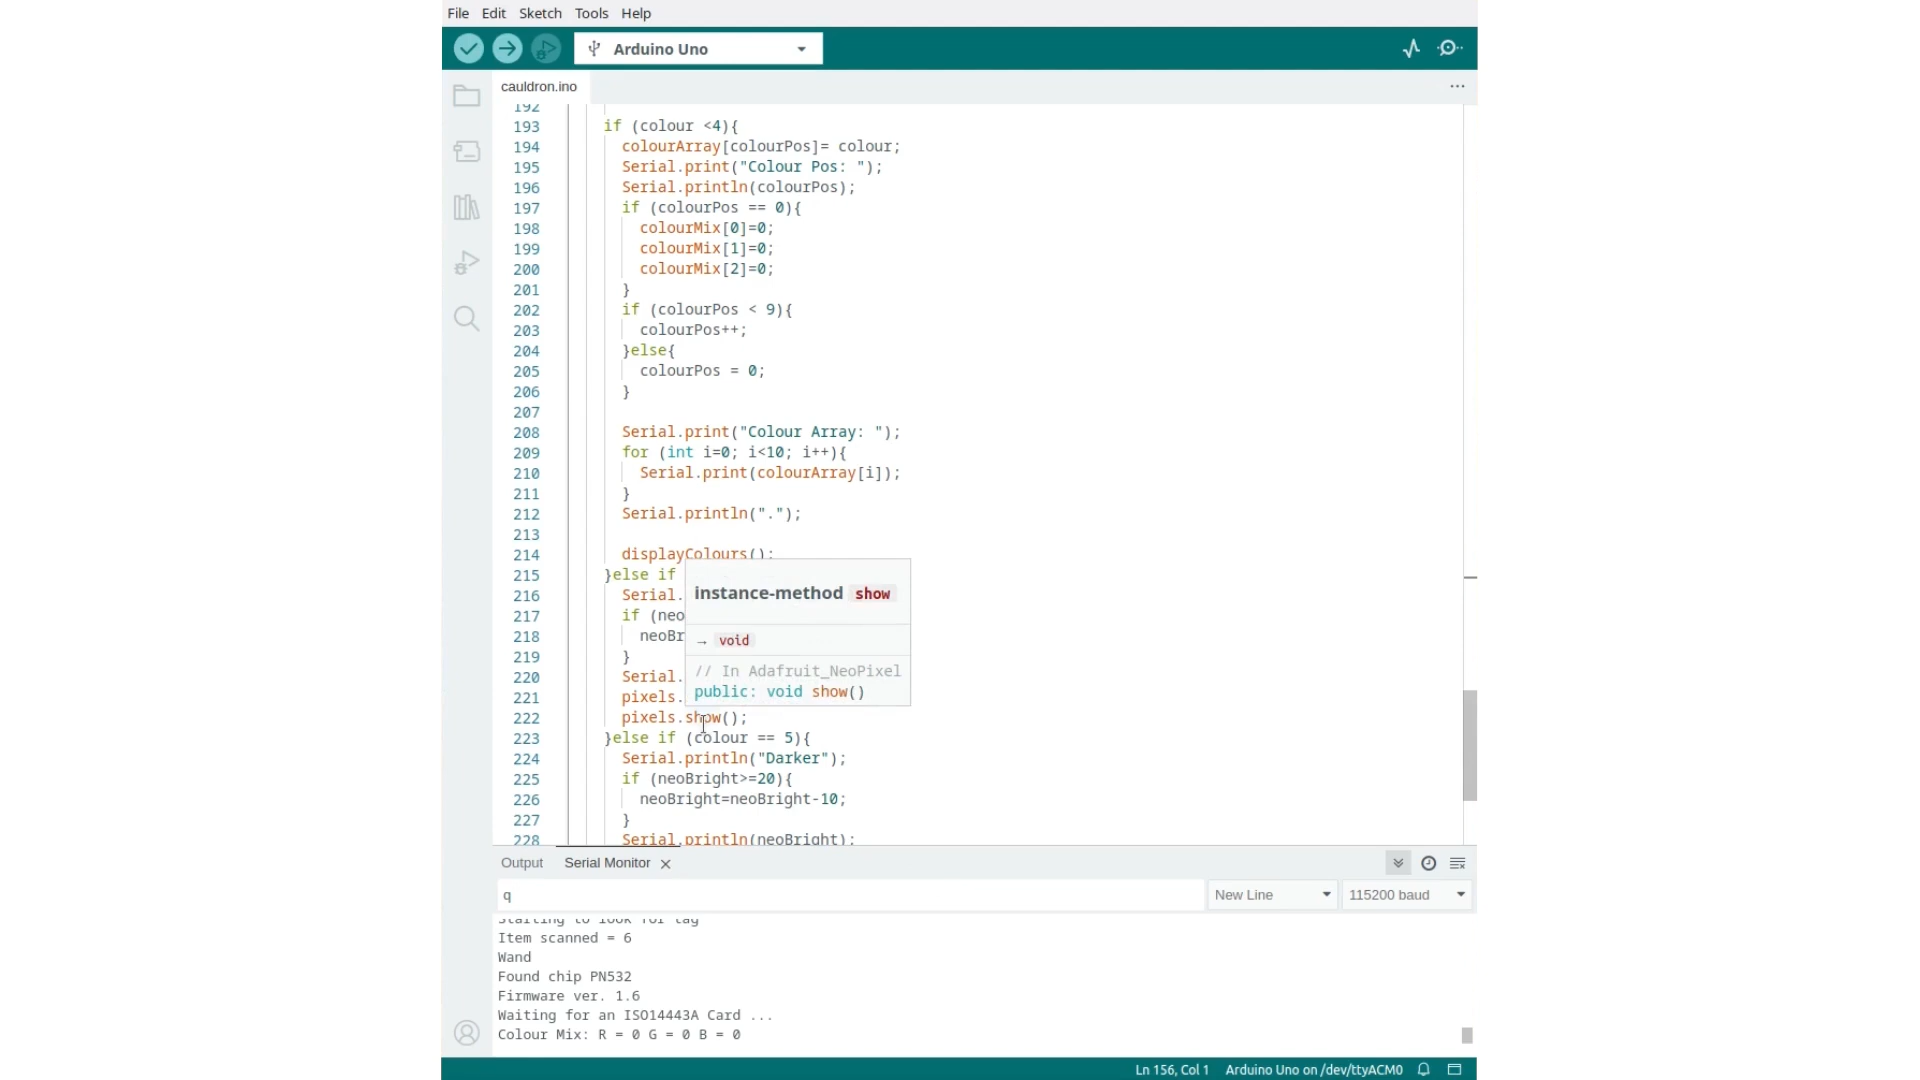 File Edit Sketch Tools Help
Arduino Uno
cauldron.ino
192
193 if (colour <4){
194 colourArray[colourPos]= colour;
195 Serial.print("Colour Pos: ");
196 Serial.println(colourPos);
197 if (colourPos == 0){
198 colourMix[0]=0;
199 colourMix[1]=0;
200 colourMix[2]=0;
201 }
202 if (colourPos < 9){
203 colourPos++;
204 }else{
205 colourPos = 0;
206 }
207
208 Serial.print("Colour Array: ");
209 for (int i=0; i<10; i++){
210 Serial.print(colourArray[i]);
211 }
212 Serial.println(".");
213
214 displayColours();
215 }else if
216 Serial.
217 if (neo
218 neoBr
219 }
220 Serial.
221 pixels.
instance-method show
→ void
// In Adafruit_NeoPixel
public: void show()
222 pixels.show();
223 }else if (colour == 5){
224 Serial.println("Darker");
225 if (neoBright>=20){
226 neoBright=neoBright-10;
227 }
228 Serial.println(neoBright);
Output Serial Monitor
q
New Line 115200 baud
Starting to look for tag
Item scanned = 6
Wand
Found chip PN532
Firmware ver. 1.6
Waiting for an ISO14443A Card ...
Colour Mix: R = 0 G = 0 B = 0
Ln 156, Col 1 Arduino Uno on /dev/ttyACM0